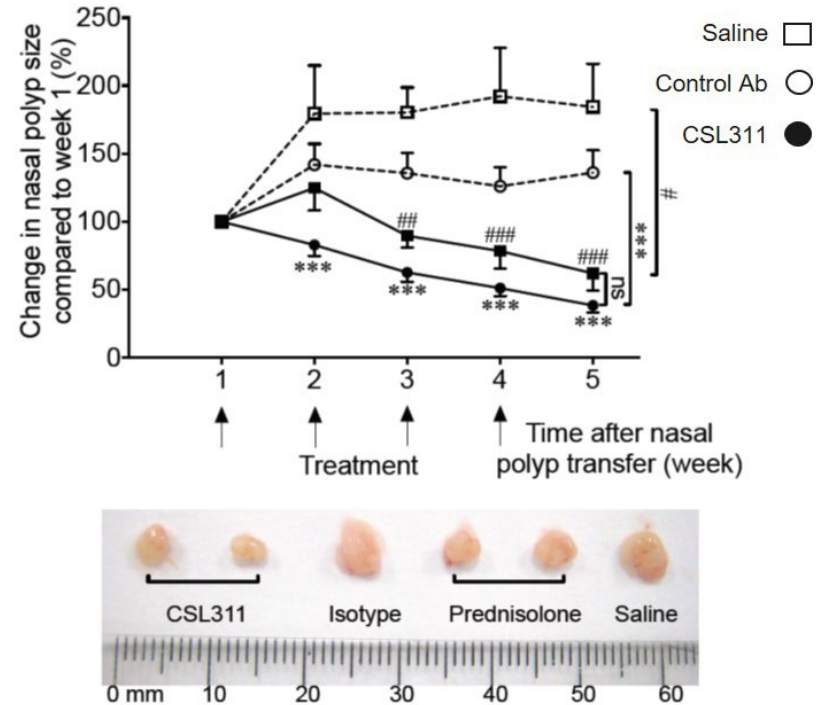 Change in nasal polyp size
compared to week 1 (%)
250
200
150
100
50
0
1 2 3 4 5
Saline
Control Ab
CSL311
##
###
###
***
***
***
***
ns
***
#
Treatment
Time after nasal
polyp transfer (week)
CSL311 Isotype Prednisolone Saline
0 mm 10 20 30 40 50 60